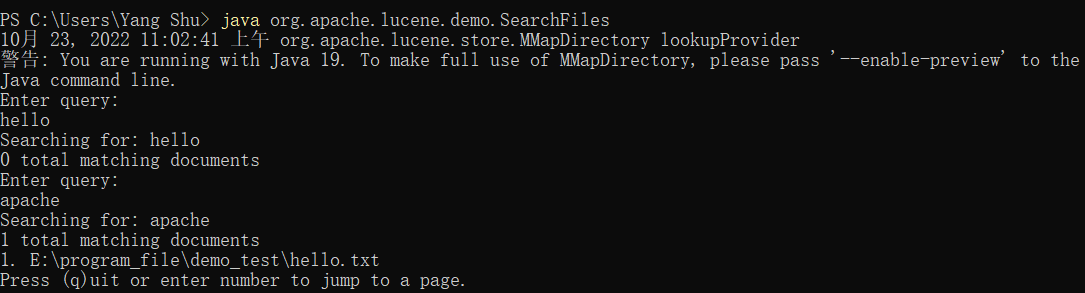 PS C:\Users\Yang Shu> java org.apache.lucene.demo.SearchFiles
10月 23, 2022 11:02:41 上午 org.apache.lucene.store.MMapDirectory lookupProvider
警告: You are running with Java 19. To make full use of MMapDirectory, please pass '--enable-preview' to the
Java command line.
Enter query:
hello
Searching for: hello
0 total matching documents
Enter query:
apache
Searching for: apache
1 total matching documents
1. E:\program_file\demo_test\hello.txt
Press (q)uit or enter number to jump to a page.